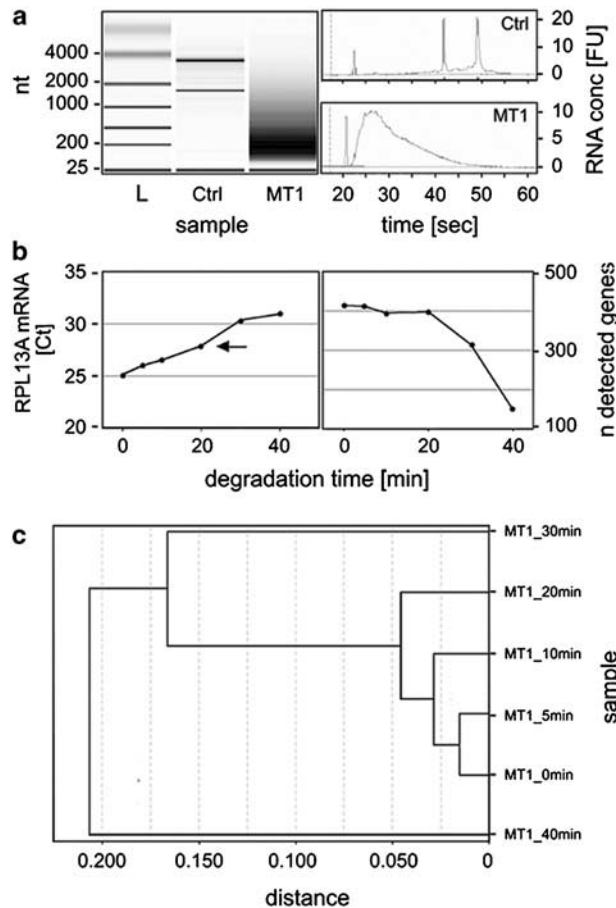 a
nt
4000
2000
1000
200
25
L
Ctrl
MT1
sample
Ctrl
20
10
0
MT1
10
5
0
RNA conc [FU]
20 30 40 50 60
time [sec]
b
RPL13A mRNA
[Ct]
35
30
25
20
0 20 40
500
300
100
n detected genes
0 20 40
degradation time [min]
c
MT1_30min
MT1_20min
MT1_10min
MT1_5min
MT1_0min
MT1_40min
sample
0.200 0.150 0.100 0.050 0
distance